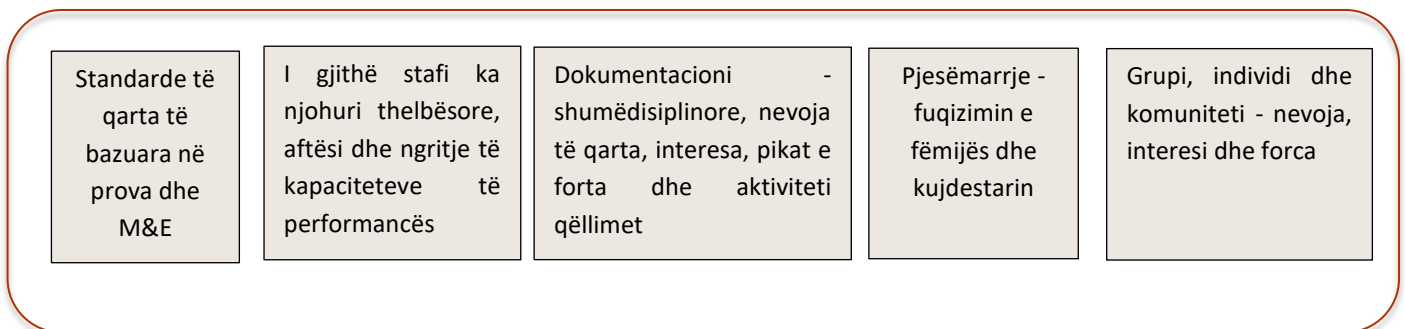 Standarde të
qarta të
bazuara në
prova dhe
M&E
I gjithë stafi ka
njohuri thelbësore,
aftësi dhe ngritje të
kapaciteteve të
performancës
Dokumentacioni -
shumëdisiplinore, nevoja
të qarta, interesa, pikat e
forta dhe aktiviteti
qëllimet
Pjesëmarrje -
fuqizimin e
fëmijës dhe
kujdestarin
Grupi, individi dhe
komuniteti - nevoja,
interesi dhe forca